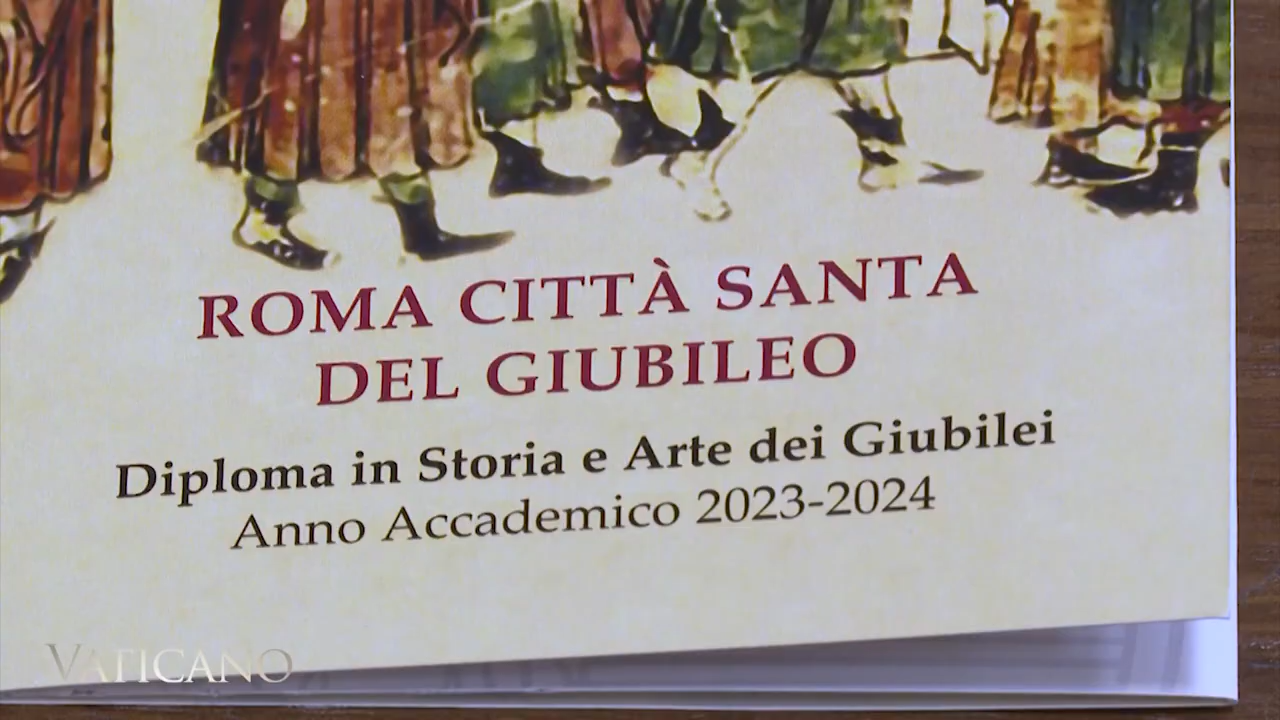 ROMA CITTÀ SANTA
DEL GIUBILEO
Diploma in Storia e Arte dei Giubilei
Anno Accademico 2023-2024
VATICANO